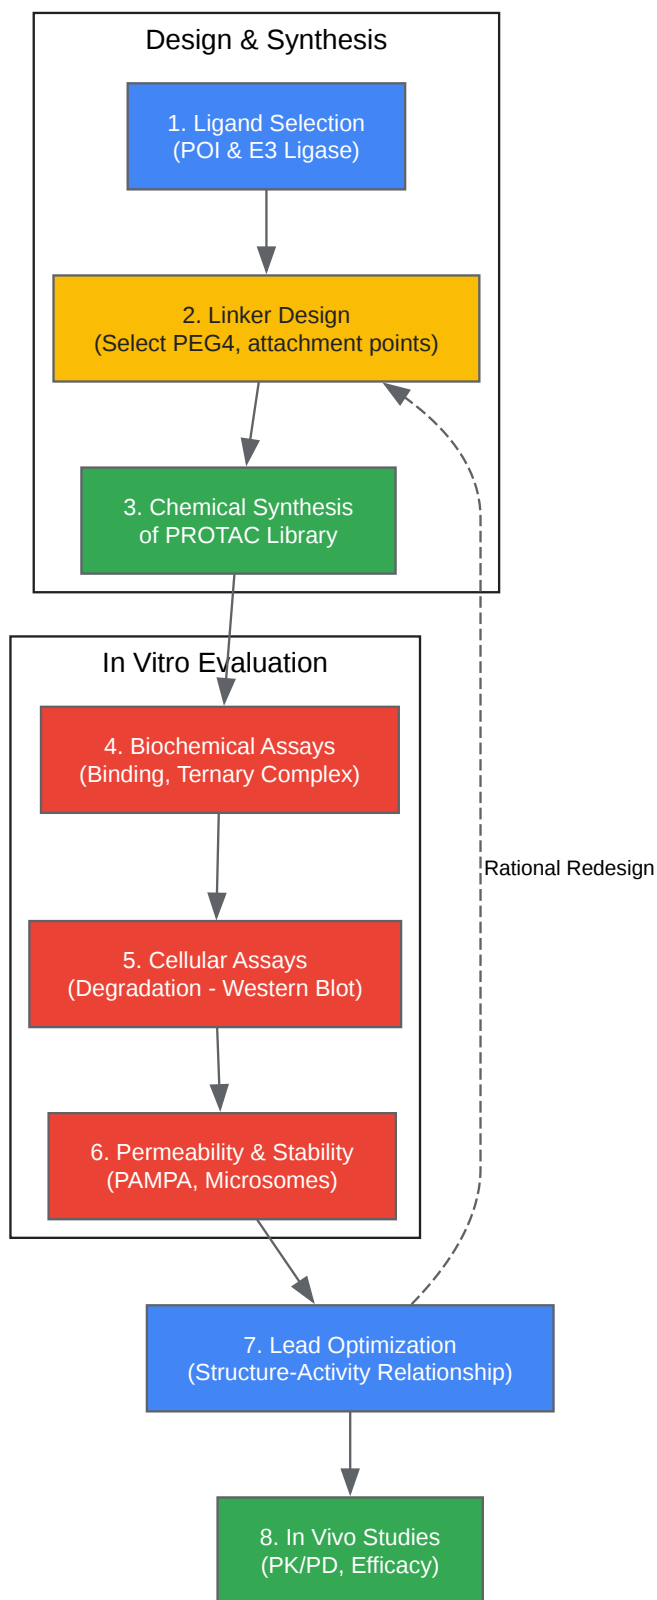 Design & Synthesis
1. Ligand Selection
(POI & E3 Ligase)
2. Linker Design
(Select PEG4, attachment points)
3. Chemical Synthesis
of PROTAC Library
In Vitro Evaluation
4. Biochemical Assays
(Binding, Ternary Complex)
Rational Redesign
5. Cellular Assays
(Degradation - Western Blot)
6. Permeability & Stability
(PAMPA, Microsomes)
7. Lead Optimization
(Structure-Activity Relationship)
8. In Vivo Studies
(PK/PD, Efficacy)